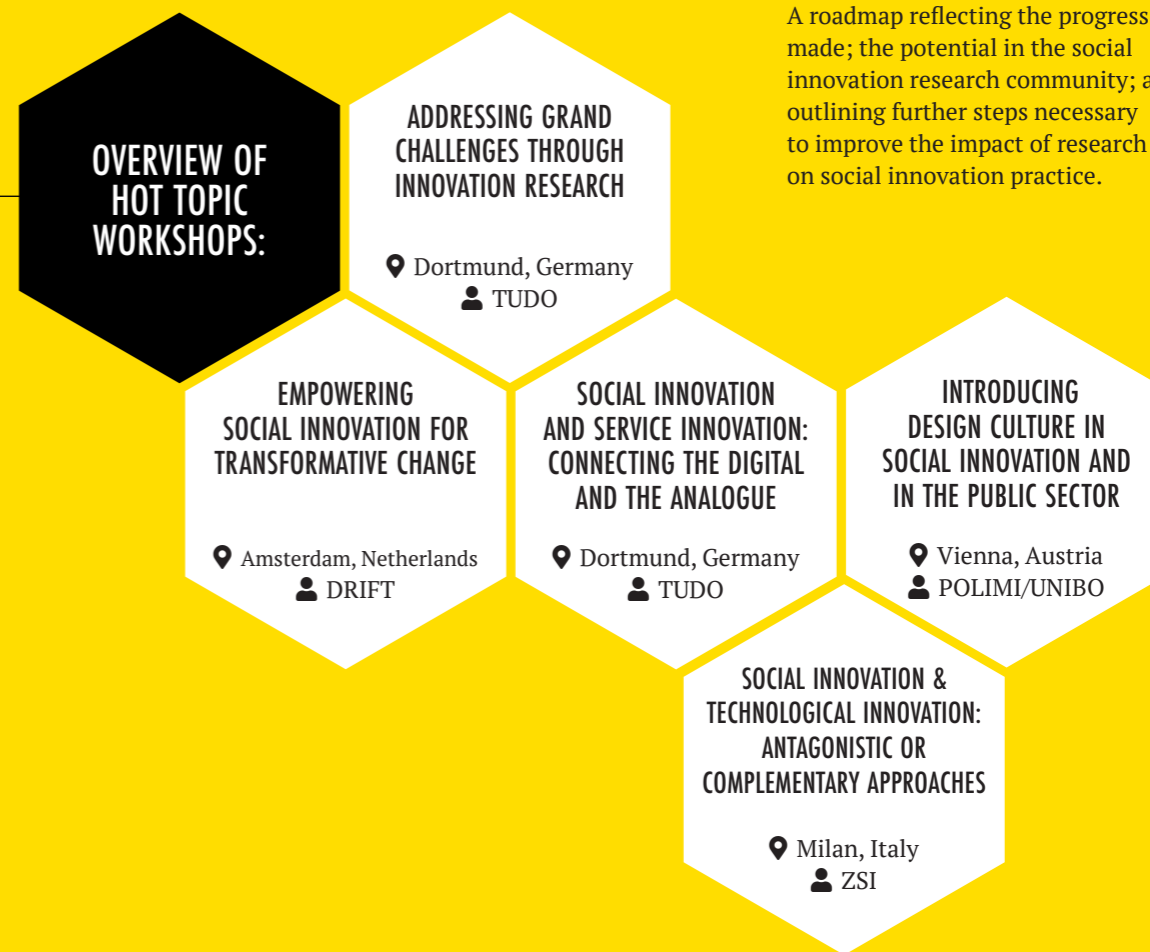 A roadmap reflecting the progress
made; the potential in the social
innovation research community;
outlining further steps necessary
to improve the impact of research
on social innovation practice.
OVERVIEW OF
HOT TOPIC
WORKSHOPS:
ADDRESSING GRAND
CHALLENGES THROUGH
INNOVATION RESEARCH
Dortmund, Germany
TUDO
EMPOWERING
SOCIAL INNOVATION FOR
TRANSFORMATIVE CHANGE
Amsterdam, Netherlands
DRIFT
SOCIAL INNOVATION
AND SERVICE INNOVATION:
CONNECTING THE DIGITAL
AND THE ANALOGUE
Dortmund, Germany
TUDO
INTRODUCING
DESIGN CULTURE IN
SOCIAL INNOVATION AND
IN THE PUBLIC SECTOR
Vienna, Austria
POLIMI/UNIBO
SOCIAL INNOVATION &
TECHNOLOGICAL INNOVATION:
ANTAGONISTIC OR
COMPLEMENTARY APPROACHES
Milan, Italy
ZSI